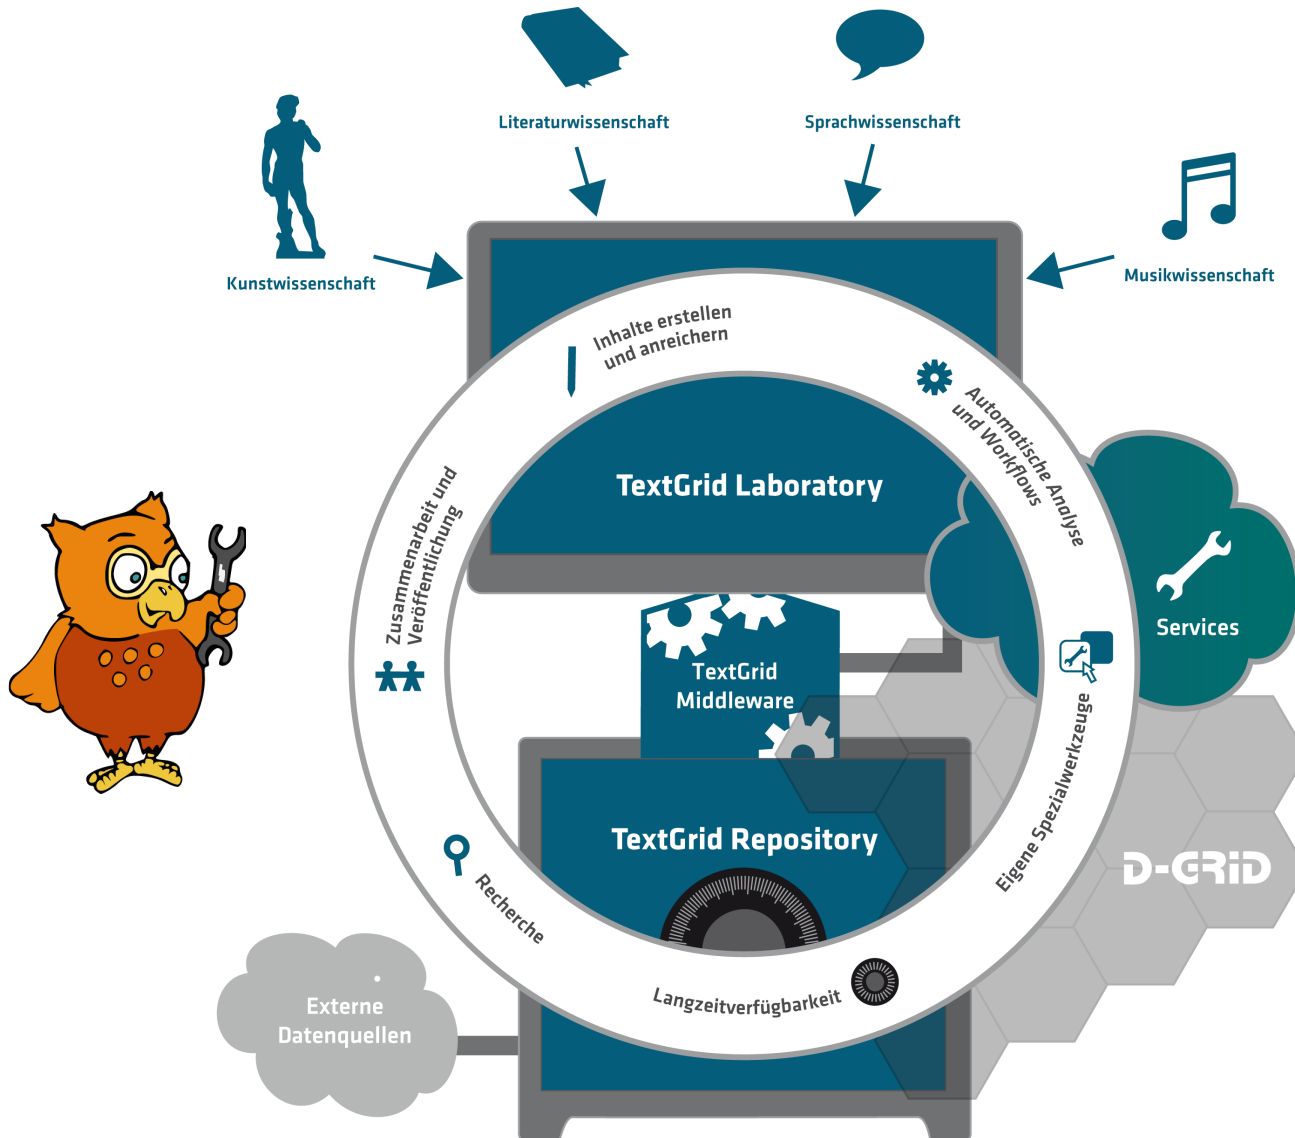 Literaturwissenschaft
Sprachwissenschaft
Kunstwissenschaft
Musikwissenschaft
Inhalte erstellen
und anreichern
Automatische Analyse
und Workflows
TextGrid Laboratory
Zusammenarbeit und
Veröffentlichung
Services
TextGrid
Middleware
Eigene Spezialwerkzeuge
TextGrid Repository
D-GRiD
Recherche
Langzeitverfügbarkeit
Externe
Datenquellen